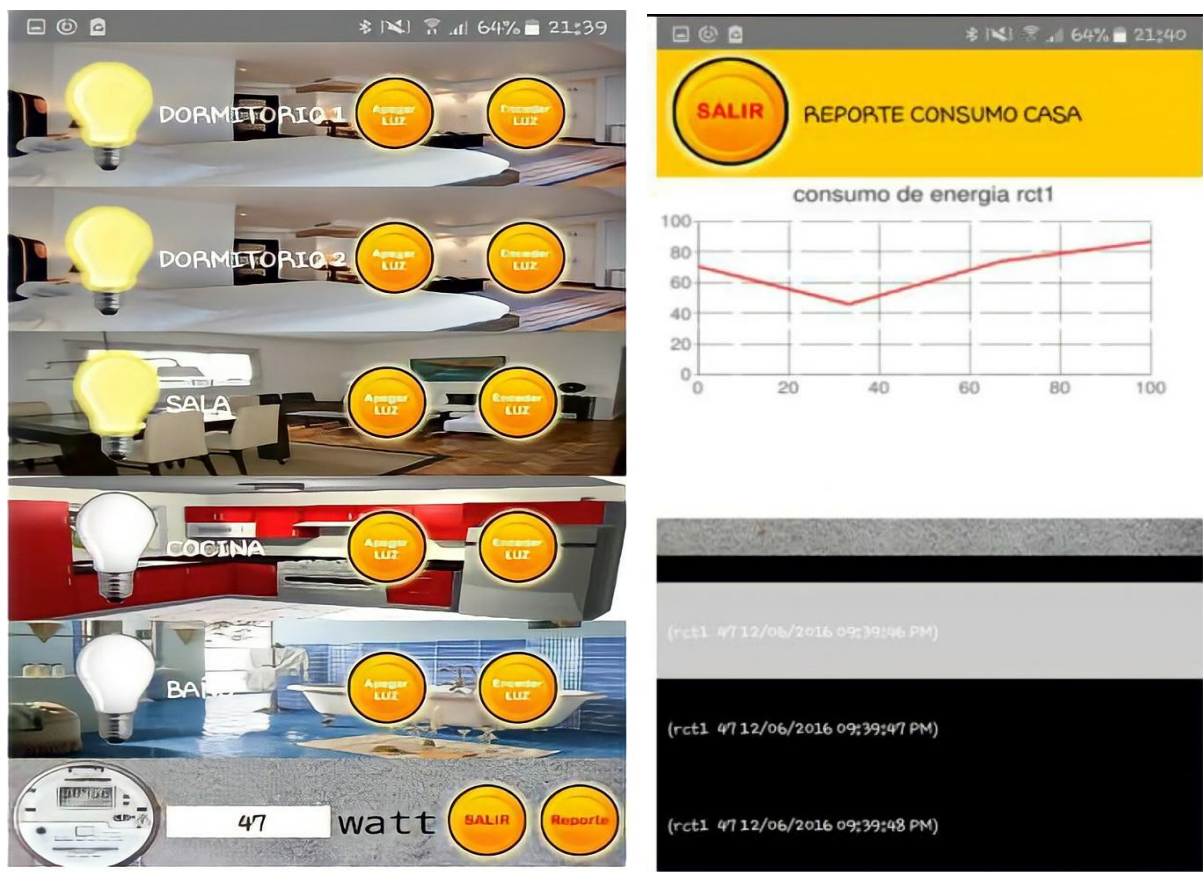 64% 21:39
DORMITORIO 1
Apagar
LUZ
Encender
LUZ
DORMITORIO 2
Apagar
LUZ
Encender
LUZ
SALA
Apagar
LUZ
Encender
LUZ
COCINA
Apagar
LUZ
Encender
LUZ
BAÑO
Apagar
LUZ
Encender
LUZ
47 watt SALIR Reporte
64% 21:40
SALIR REPORTE CONSUMO CASA
consumo de energia rct1
100
80
60
40
20
0
0 20 40 60 80 100
(rct1 47 12/06/2016 09:39:46 PM)
(rct1 47 12/06/2016 09:39:47 PM)
(rct1 47 12/06/2016 09:39:48 PM)